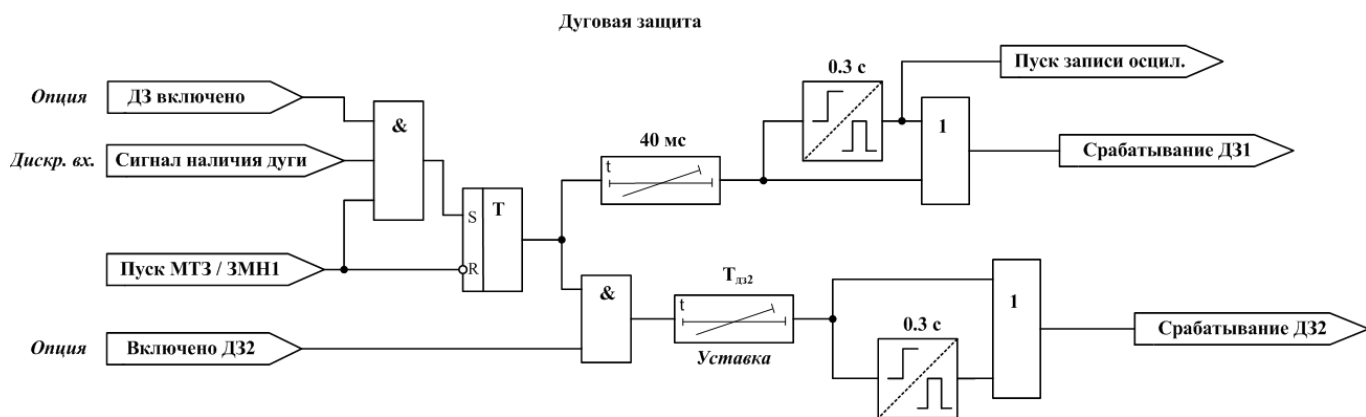 Дуговая защита
Пуск записи осцил.
0.3 с
Опция
ДЗ включено
&
1
40 мс
Дискр. вх.
Сигнал наличия дуги
Срабатывание ДЗ1
t
S
T
Пуск МТЗ / ЗМН1
R
&
Tдз2
1
t
0.3 с
Срабатывание ДЗ2
Опция
Включено ДЗ2
Уставка